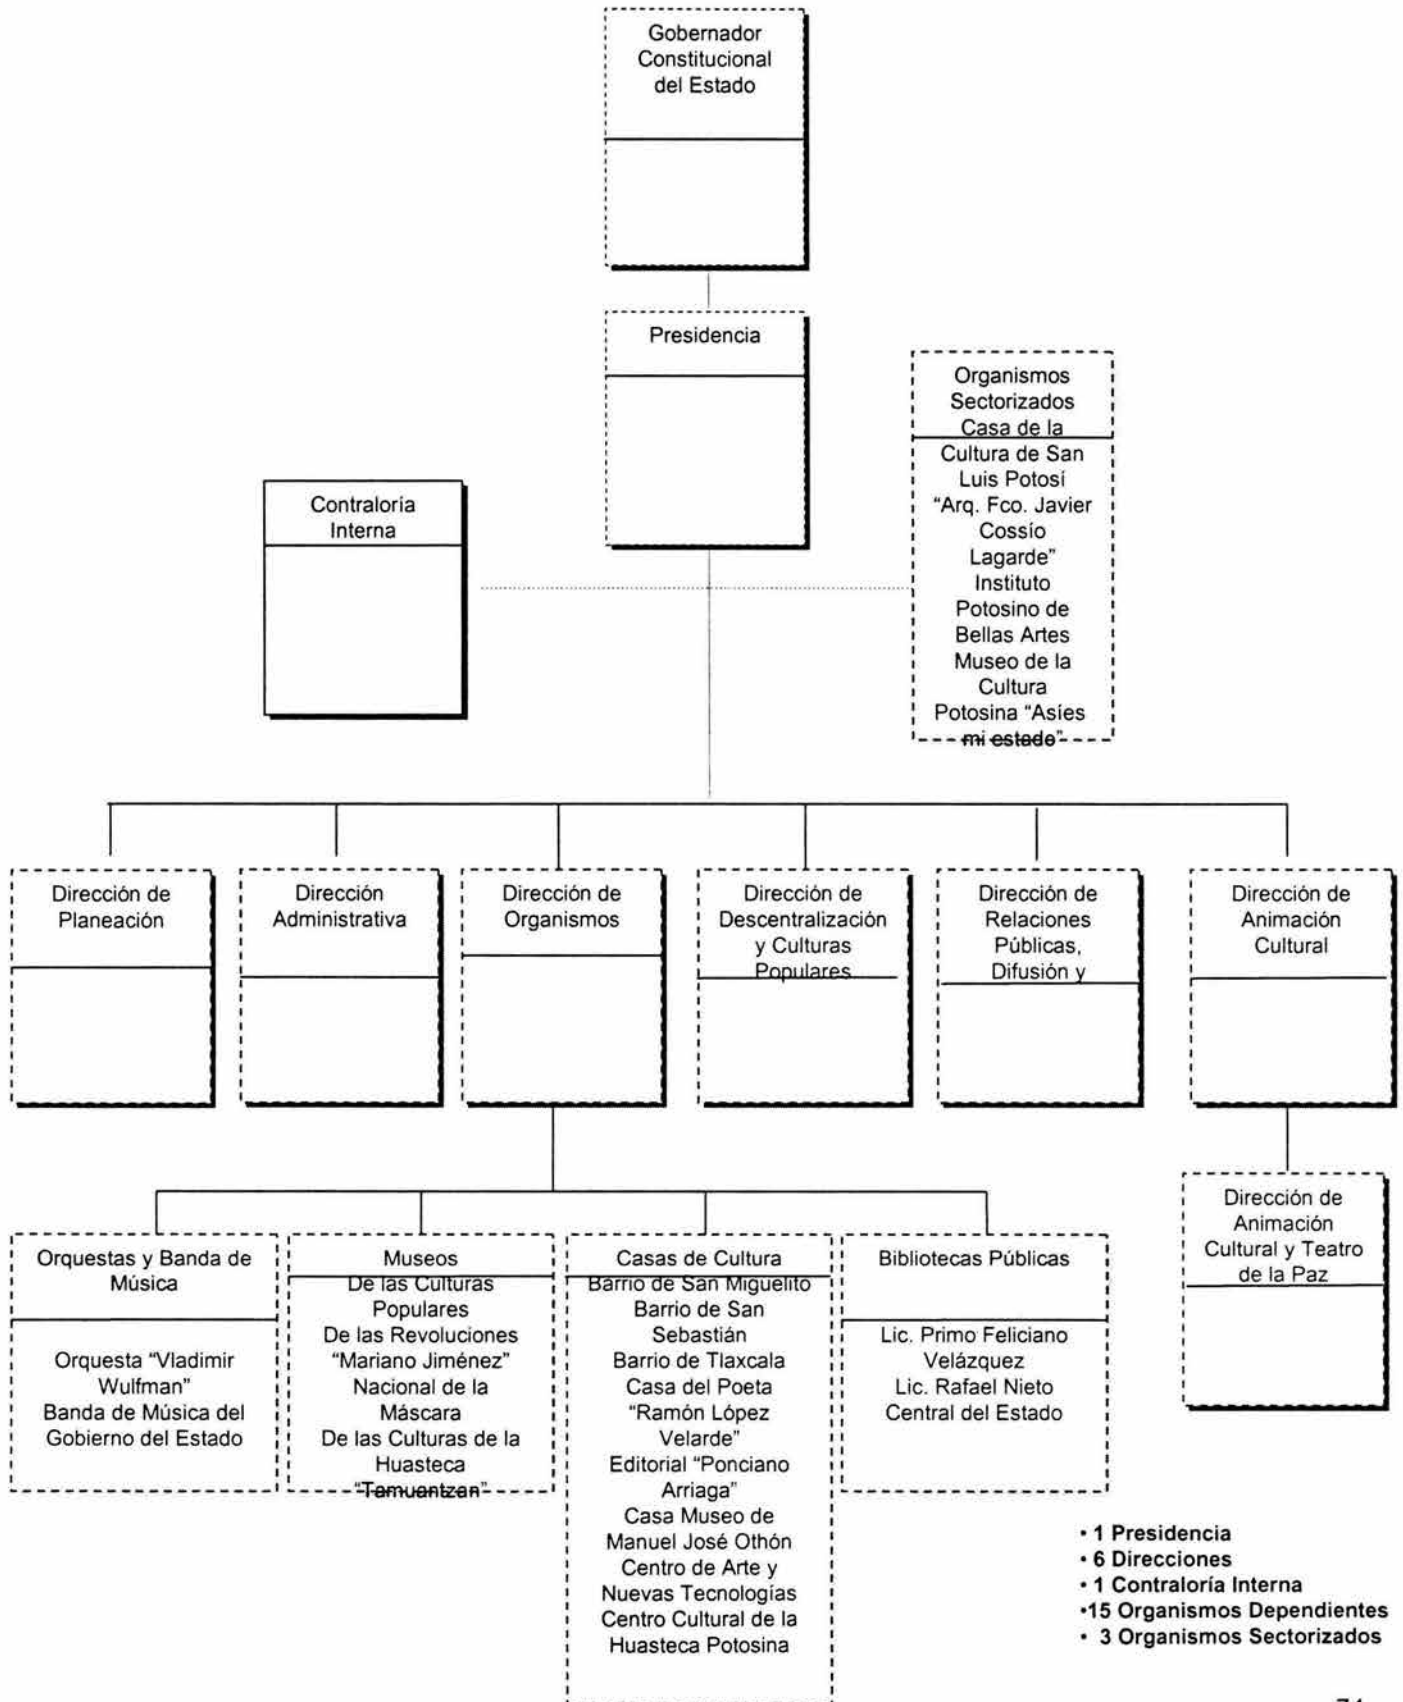 Gobernador
Constitucional
del Estado
Presidencia
Organismos
Sectorizados
Casa de la
Cultura de San
Luis Potosí
“Arq. Fco. Javier
Cossío
Lagarde”
Instituto
Potosino de
Bellas Artes
Museo de la
Cultura
Potosina “Asíes
mi estado”
Contraloría
Interna
Dirección de
Planeación
Dirección
Administrativa
Dirección de
Organismos
Dirección de
Descentralización
y Culturas
Populares
Dirección de
Relaciones
Públicas,
Difusión y
Dirección de
Animación
Cultural
Dirección de
Animación
Cultural y Teatro
de la Paz
Orquestas y Banda de
Música
Orquesta “Vladimir
Wulfman”
Banda de Música del
Gobierno del Estado
Museos
De las Culturas
Populares
De las Revoluciones
“Mariano Jiménez”
Nacional de la
Máscara
De las Culturas de la
Huasteca
“Tamuantzan”
Casas de Cultura
Barrio de San Miguelito
Barrio de San
Sebastián
Barrio de Tlaxcala
Casa del Poeta
“Ramón López
Velarde”
Editorial “Ponciano
Arriaga”
Casa Museo de
Manuel José Othón
Centro de Arte y
Nuevas Tecnologías
Centro Cultural de la
Huasteca Potosina
Bibliotecas Públicas
Lic. Primo Feliciano
Velázquez
Lic. Rafael Nieto
Central del Estado
• 1 Presidencia
• 6 Direcciones
• 1 Contraloría Interna
•15 Organismos Dependientes
• 3 Organismos Sectorizados